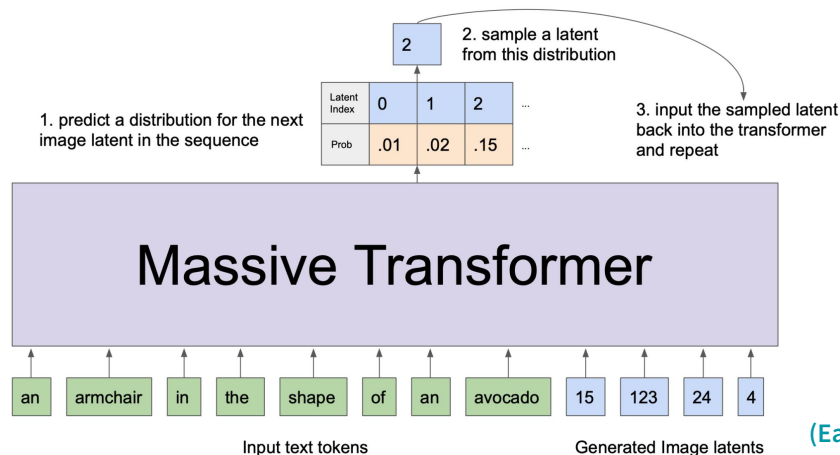 2
2. sample a latent
from this distribution
Latent
Index
0
1
2
...
Prob
.01
.02
.15
...
1. predict a distribution for the next
image latent in the sequence
3. input the sampled latent
back into the transformer
and repeat
Massive Transformer
an
armchair
in
the
shape
of
an
avocado
15
123
24
4
Input text tokens
Generated Image latents
(Ea